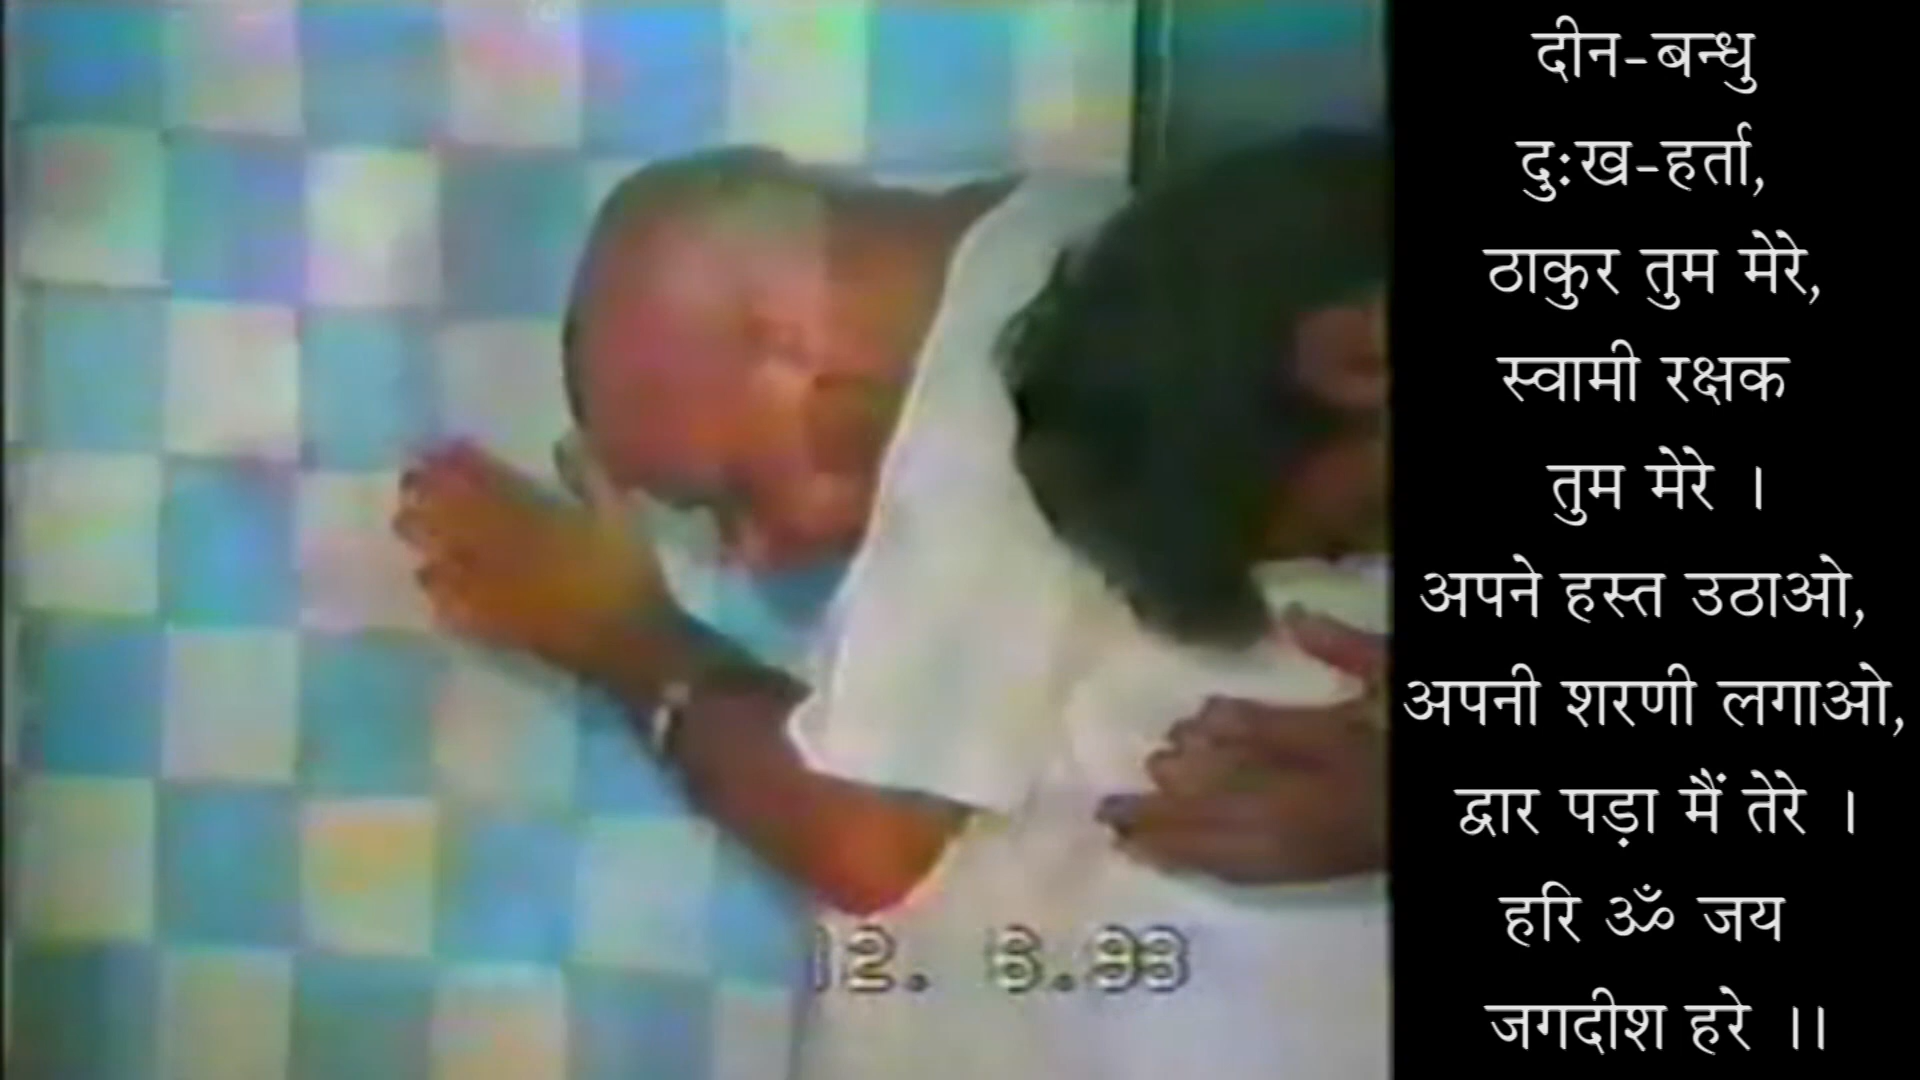 दीन-बन्धु
दुःख-हर्ता,
ठाकुर तुम मेरे,
स्वामी रक्षक
तुम मेरे ।
अपने हस्त उठाओ,
अपनी शरणी लगाओ,
द्वार पड़ा मैं तेरे ।
हरि ॐ जय
जगदीश हरे ।।
12. 6.93